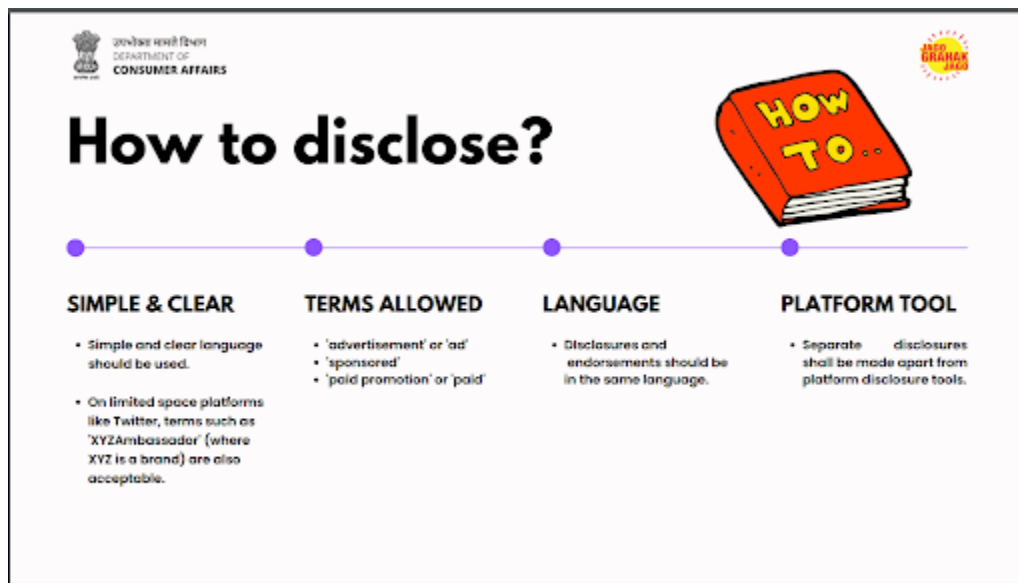 उपभोक्ता मामले विभाग
DEPARTMENT OF
CONSUMER AFFAIRS
JAGO
GRAHAK
JAGO
HOW
TO..
How to disclose?
SIMPLE & CLEAR
• Simple and clear language
should be used.
• On limited space platforms
like Twitter, terms such as
'XYZAmbassador' (where
XYZ is a brand) are also
acceptable.
TERMS ALLOWED
• 'advertisement' or 'ad'
• 'sponsored'
• 'paid promotion' or 'paid'
LANGUAGE
• Disclosures and
endorsements should be
in the same language.
PLATFORM TOOL
• Separate disclosures
shall be made apart from
platform disclosure tools.